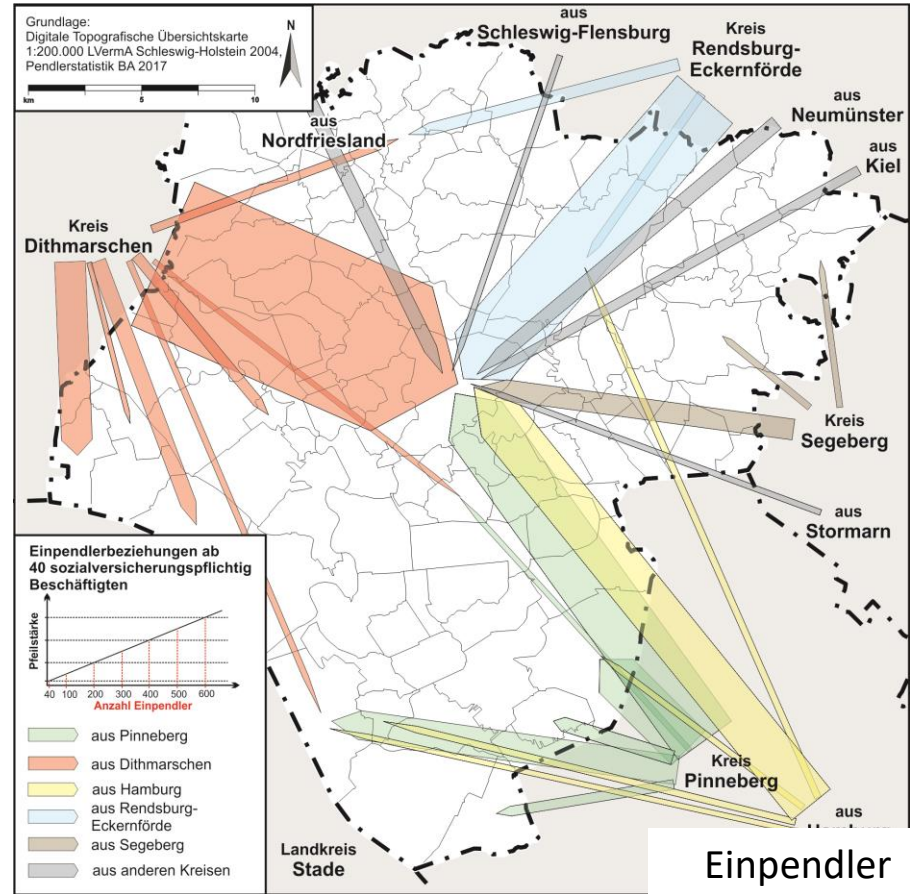 Grundlage:
Digitale Topografische Übersichtskarte
1:200.000 LVermA Schleswig-Holstein 2004,
Pendlerstatistik BA 2017
N
km 5 10
aus
Schleswig-Flensburg
Kreis
Rendsburg-
Eckernförde
aus
Neumünster
aus
Kiel
aus
Nordfriesland
Kreis
Dithmarschen
Kreis
Segeberg
aus
Stormarn
Kreis
Pinneberg
aus
Hamburg
Landkreis
Stade
Einpendlerbeziehungen ab
40 sozialversicherungspflichtig
Beschäftigten
Pfeilstärke
40 100 200 300 400 500 600
Anzahl Einpendler
aus Pinneberg
aus Dithmarschen
aus Hamburg
aus Rendsburg-
Eckernförde
aus Segeberg
aus anderen Kreisen
Einpendler